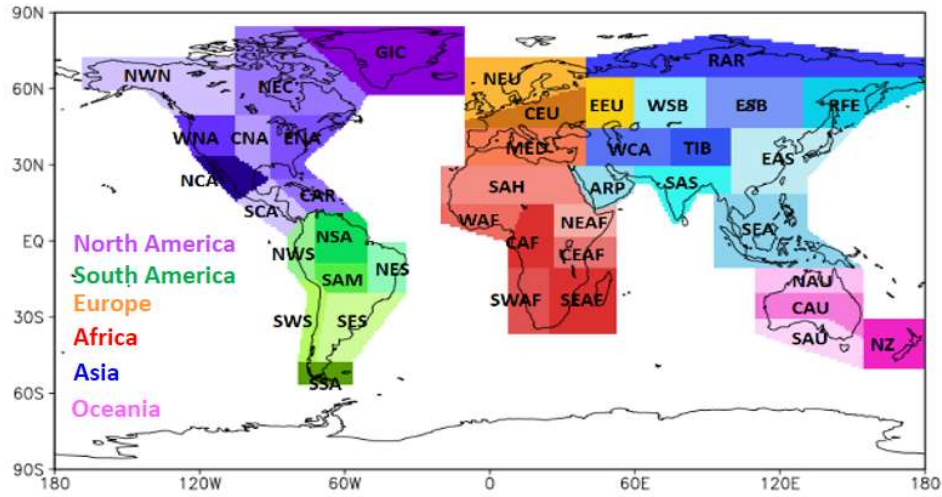 90N
GIC
RAR
NWN
NEC
NEU
60N
CEU
EEU
WSB
ESB
RFE
WNA
CNA
ENA
MED
WCA
TIB
EAS
30N
NCA
CAR
SAH
ARP
SAS
SCA
WAF
NEAF
SEA
EQ
North America
NWS
NSA
CAF
CEAF
South America
SAM
NES
NAU
Europe
SWAF
SEAF
CAU
30S
SWS
SES
SAU
NZ
Africa
Asia
SSA
60S
Oceania
90S
180
120W
60W
0
60E
120E
180